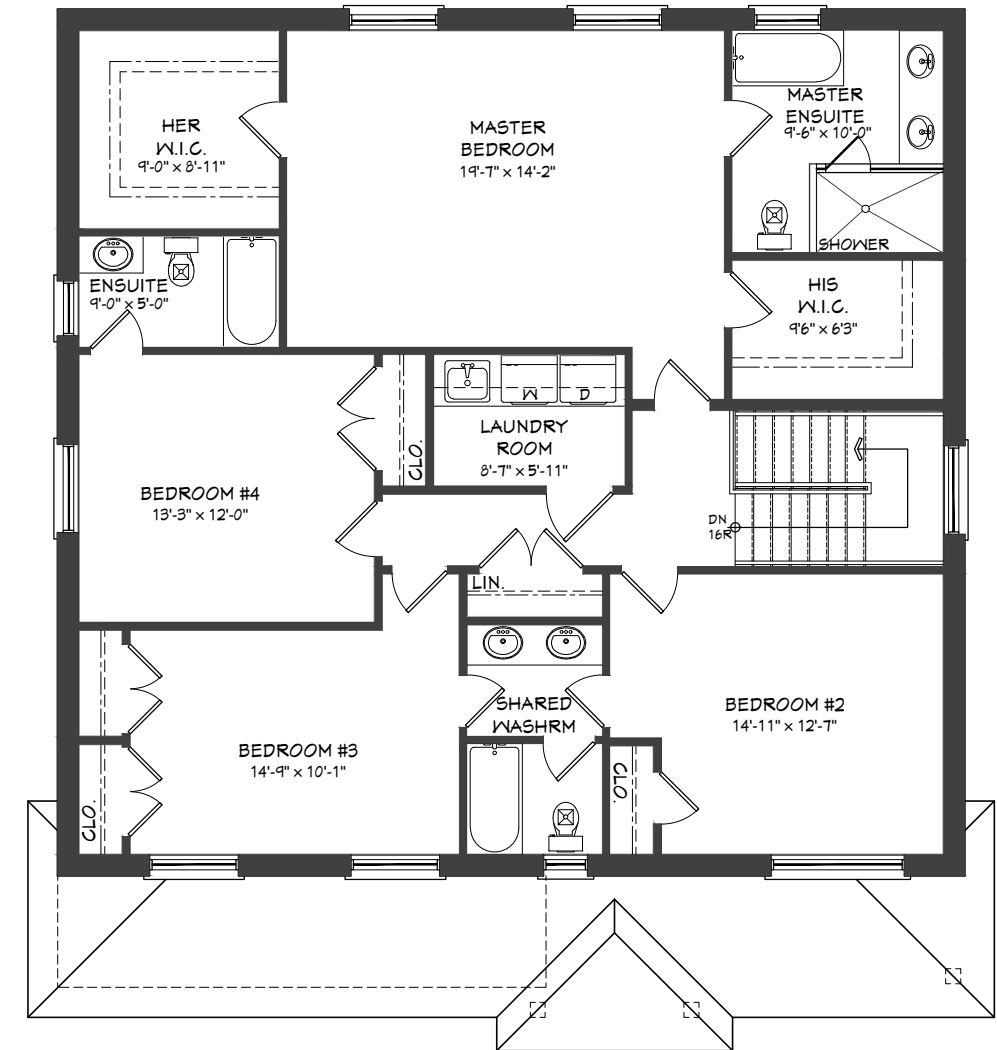 HER
W.I.C.
9'-0" x 8'-11"
MASTER
BEDROOM
19'-7" x 14'-2"
MASTER
ENSUITE
9'-6" x 10'-0"
SHOWER
ENSUITE
9'-0" x 5'-0"
HIS
W.I.C.
9'6" x 6'3"
W
D
LAUNDRY
ROOM
8'-7" x 5'-11"
CLO.
BEDROOM #4
13'-3" x 12'-0"
DN
16R
LIN.
SHARED
WASHRM
BEDROOM #2
14'-11" x 12'-7"
BEDROOM #3
14'-9" x 10'-1"
CLO.
CLO.